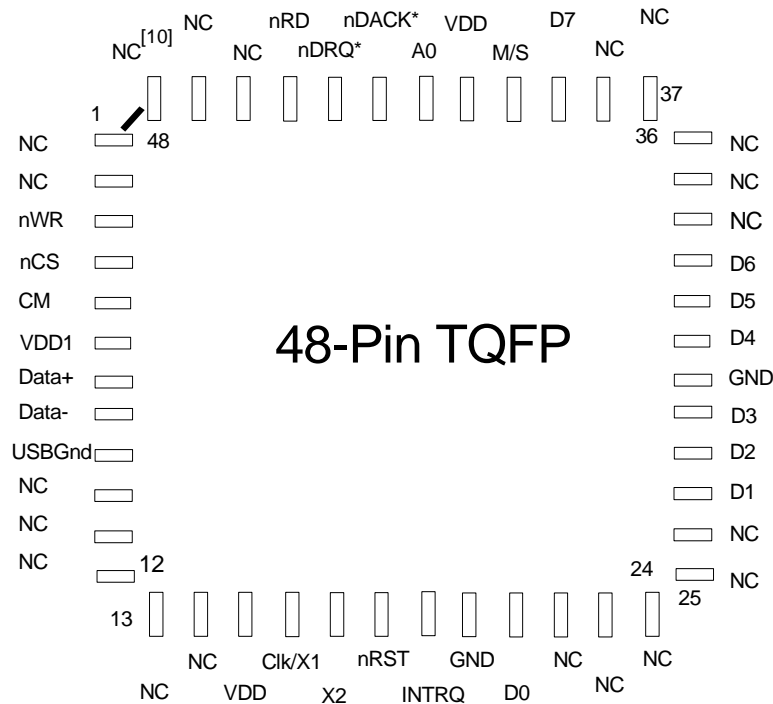 nRD nDACK* D7 NC
NC VDD
NC[10] NC nDRQ* A0 M/S NC
1 48 37 36
NC NC
NC NC
nWR NC
nCS D6
CM D5
VDD1 D4
48-Pin TQFP
Data+ GND
Data- D3
USBGnd D2
NC D1
NC NC
NC 12 24 NC
13 25
NC Clk/X1 nRST GND NC NC
NC VDD X2 INTRQ D0 NC